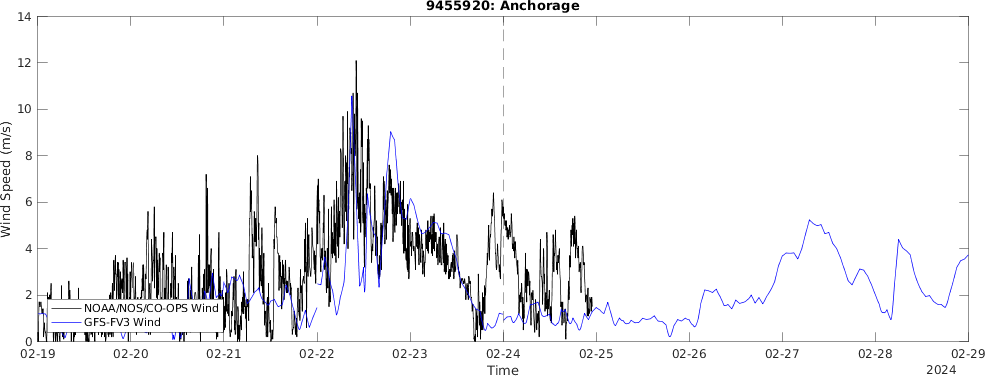 9455920: Anchorage
Wind Speed (m/s)
14
12
10
8
6
4
2
0
NOAA/NOS/CO-OPS Wind
GFS-FV3 Wind
02-19 02-20 02-21 02-22 02-23 02-24 02-25 02-26 02-27 02-28 02-29
Time
2024